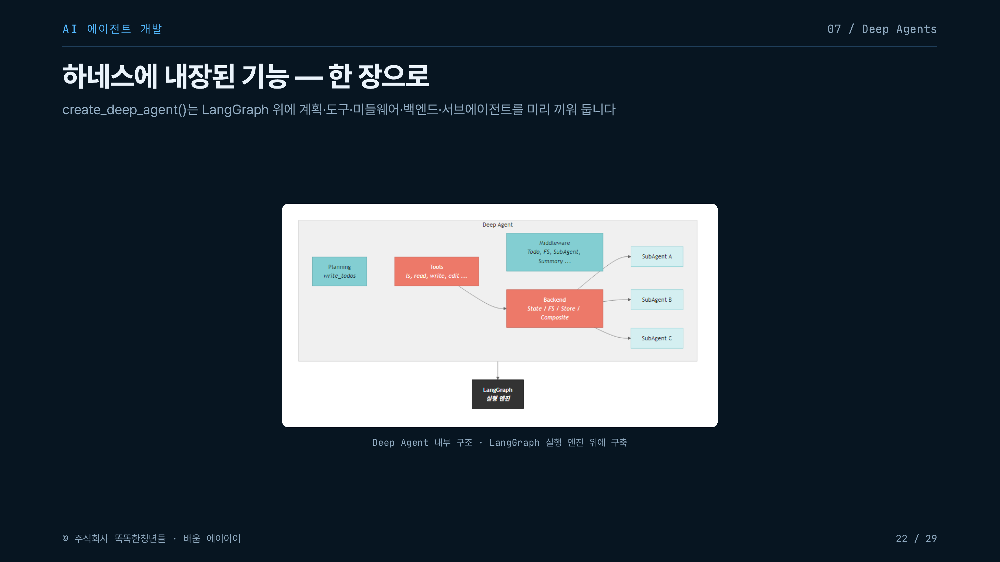 AI 에이전트 개발
07 / Deep Agents
하네스에 내장된 기능 — 한 장으로
create_deep_agent()는 LangGraph 위에 계획·도구·미들웨어·백엔드·서브에이전트를 미리 끼워 둡니다
Deep Agent
Planning
write_todos
Tools
ls, read, write, edit ...
Middleware
Todo, FS, SubAgent,
Summary ...
Backend
State / FS / Store /
Composite
SubAgent A
SubAgent B
SubAgent C
LangGraph
실행 엔진
Deep Agent 내부 구조 · LangGraph 실행 엔진 위에 구축
© 주식회사 똑똑한청년들 · 배움 에이아이
22 / 29